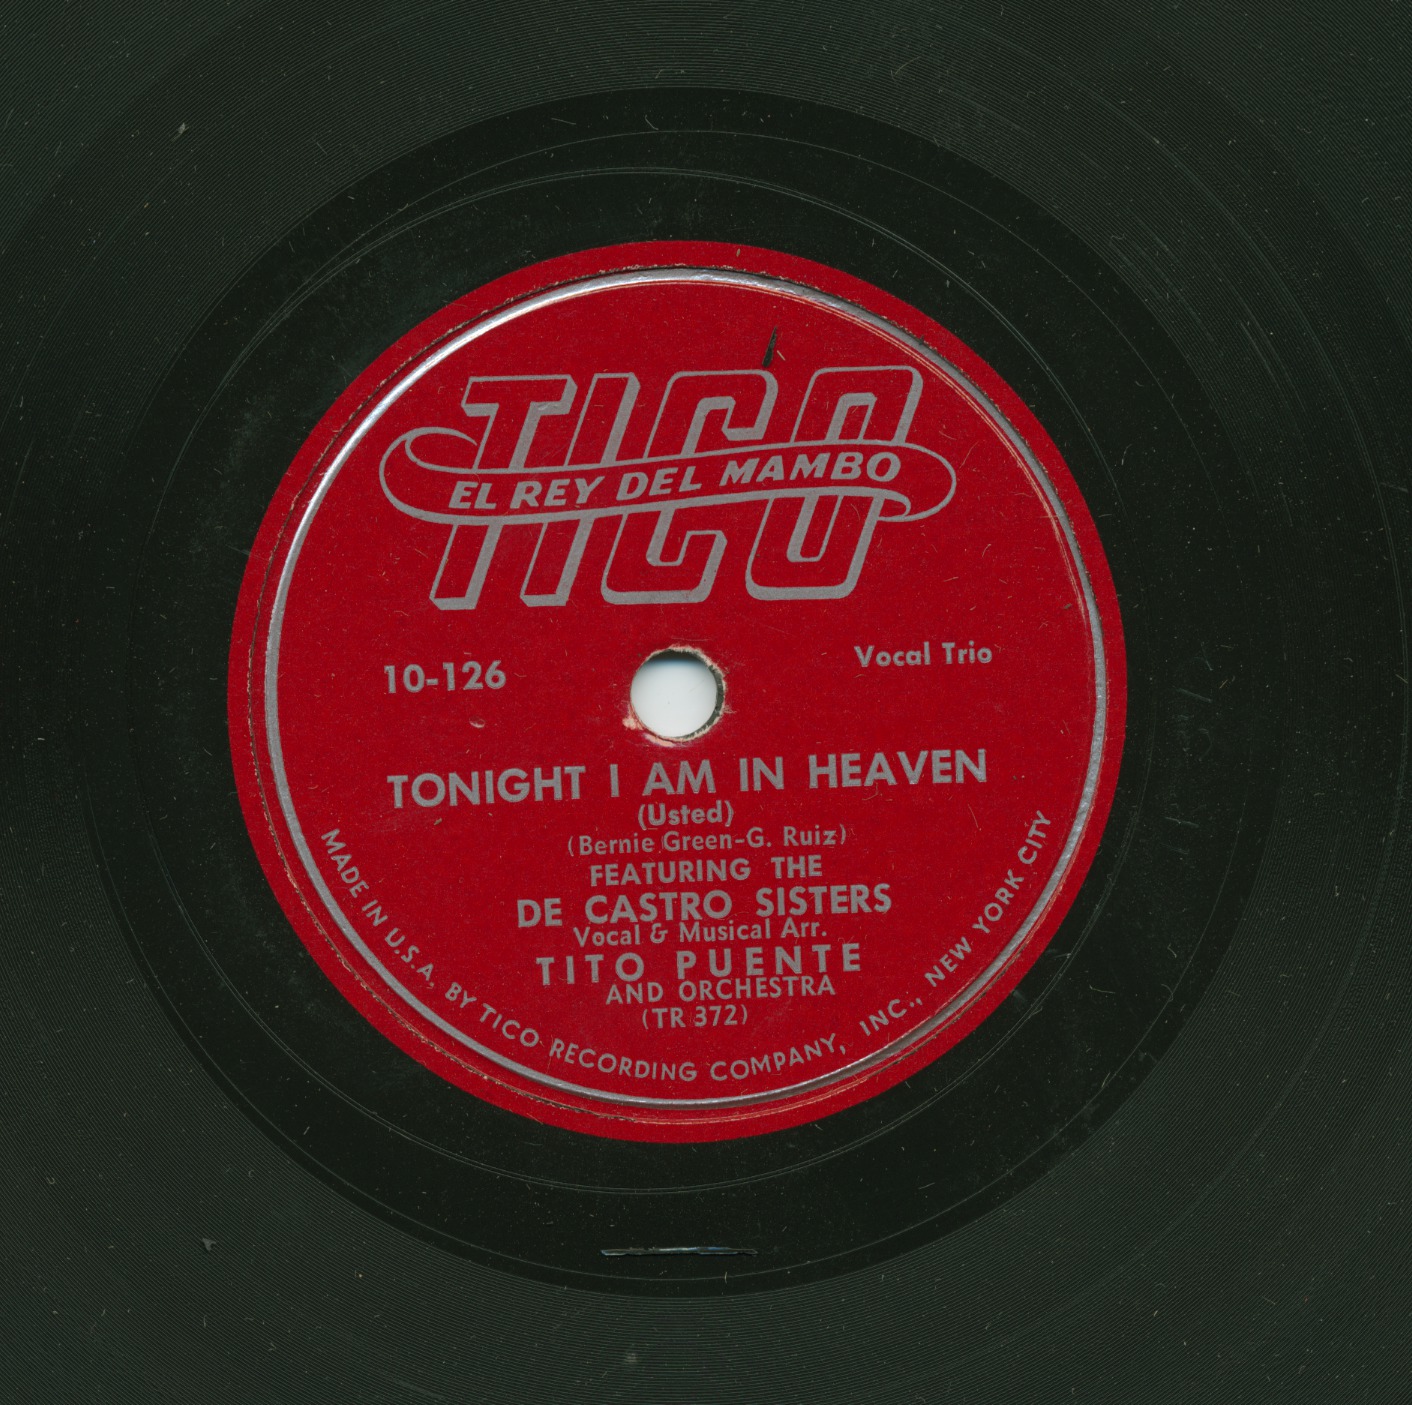 TICO
EL REY DEL MAMBO
10-126
Vocal Trio
TONIGHT I AM IN HEAVEN
(Usted)
(Bernie Green-G. Ruiz)
FEATURING THE
DE CASTRO SISTERS
Vocal & Musical Arr.
TITO PUENTE
AND ORCHESTRA
(TR 372)
MADE IN U.S.A. BY TICO RECORDING COMPANY, INC., NEW YORK CITY